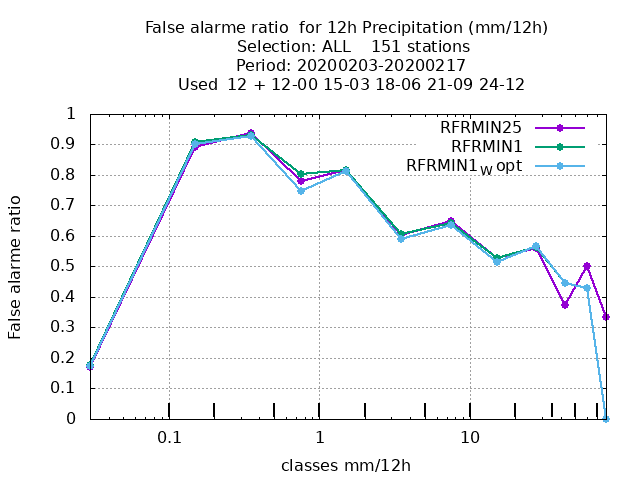 False alarme ratio  for 12h Precipitation (mm/12h)
Selection: ALL    151 stations
Period: 20200203-20200217
Used  12 + 12-00 15-03 18-06 21-09 24-12
RFRMIN25
RFRMIN1
RFRMIN1W opt
False alarme ratio
1
0.9
0.8
0.7
0.6
0.5
0.4
0.3
0.2
0.1
0
0.1
1
10
classes mm/12h